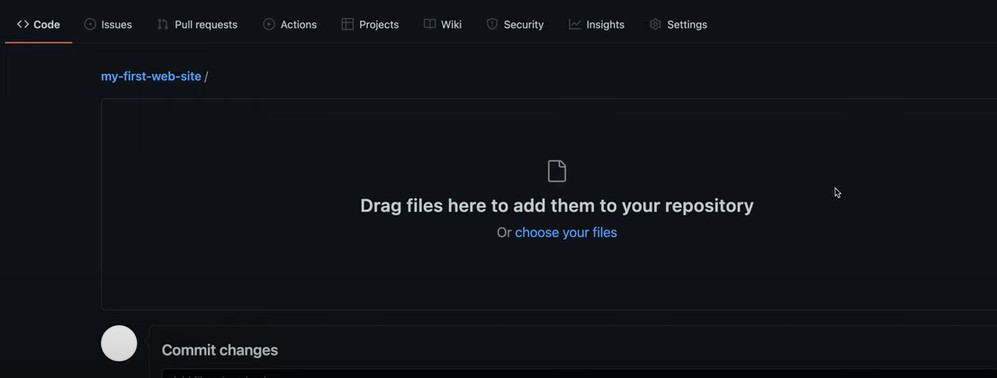 Code Issues Pull requests Actions Projects Wiki Security Insights Settings
my-first-web-site /
Drag files here to add them to your repository
Or choose your files
Commit changes